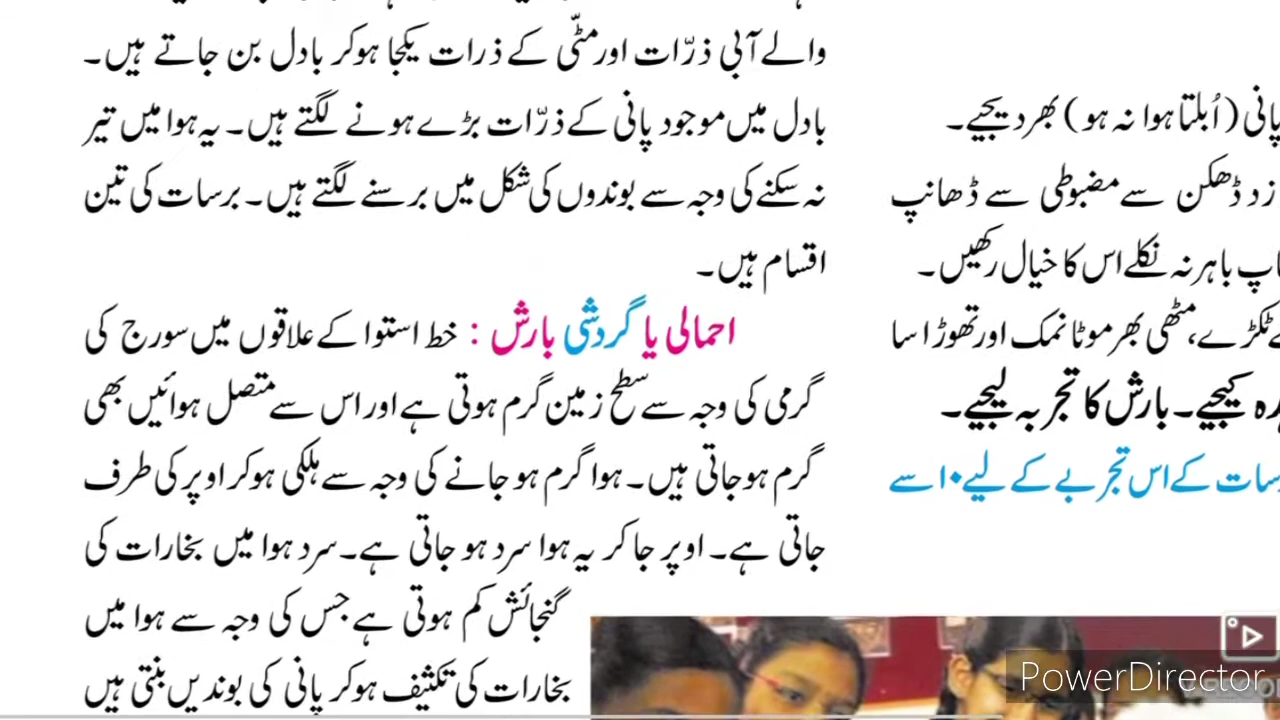 والے آبی ذرّات اور مٹّی کے ذرات یکجا ہوکر بادل بن جاتے ہیں۔
بادل میں موجود پانی کے ذرّات بڑے ہونے لگتے ہیں۔ یہ ہوا میں تیر
نہ سکنے کی وجہ سے بوندوں کی شکل میں برسنے لگتے ہیں۔ برسات کی تین
اقسام ہیں۔
احمالی یا گردشی بارش : خط استوا کے علاقوں میں سورج کی
گرمی کی وجہ سے سطح زمین گرم ہوتی ہے اور اس سے متصل ہوائیں بھی
گرم ہوجاتی ہیں۔ ہوا گرم ہو جانے کی وجہ سے ہلکی ہوکر اوپر کی طرف
جاتی ہے۔ اوپر جا کر یہ ہوا سرد ہو جاتی ہے۔ سرد ہوا میں بخارات کی
گنجائش کم ہوتی ہے جس کی وجہ سے ہوا میں
بخارات کی تکثیف ہوکر پانی کی بوندیں بنتی ہیں
پانی (اُبلتا ہوا نہ ہو) بھر دیجیے۔
ڈھکن سے مضبوطی سے ڈھانپ
باہر نہ نکلے اس کا خیال رکھیں۔
ٹکڑے، مٹھی بھر موٹا نمک اور تھوڑا سا
کیجیے۔ بارش کا تجربہ لیجیے۔
کے اس تجربے کے لیے ۱۰ سے
PowerDirector